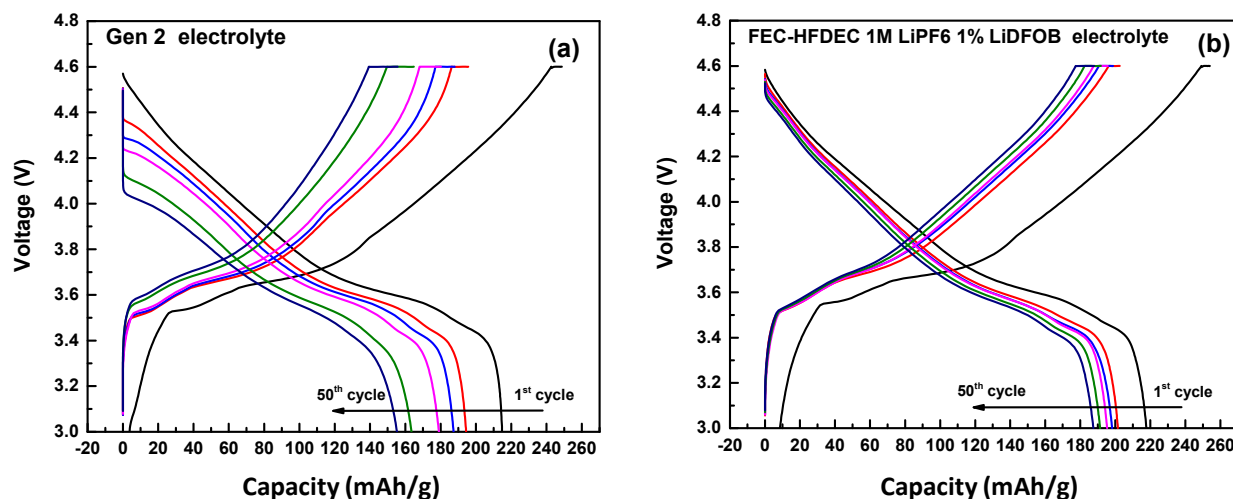 Gen 2 electrolyte
(a)
4.8
4.6
4.4
4.2
4.0
3.8
3.6
3.4
3.2
3.0
Voltage (V)
50th cycle
1st cycle
-20 0 20 40 60 80 100 120 140 160 180 200 220 240 260
Capacity (mAh/g)
FEC-HFDEC 1M LiPF6 1% LiDFOB electrolyte
(b)
4.8
4.6
4.4
4.2
4.0
3.8
3.6
3.4
3.2
3.0
Voltage (V)
50th cycle
1st cycle
-20 0 20 40 60 80 100 120 140 160 180 200 220 240 260
Capacity (mAh/g)